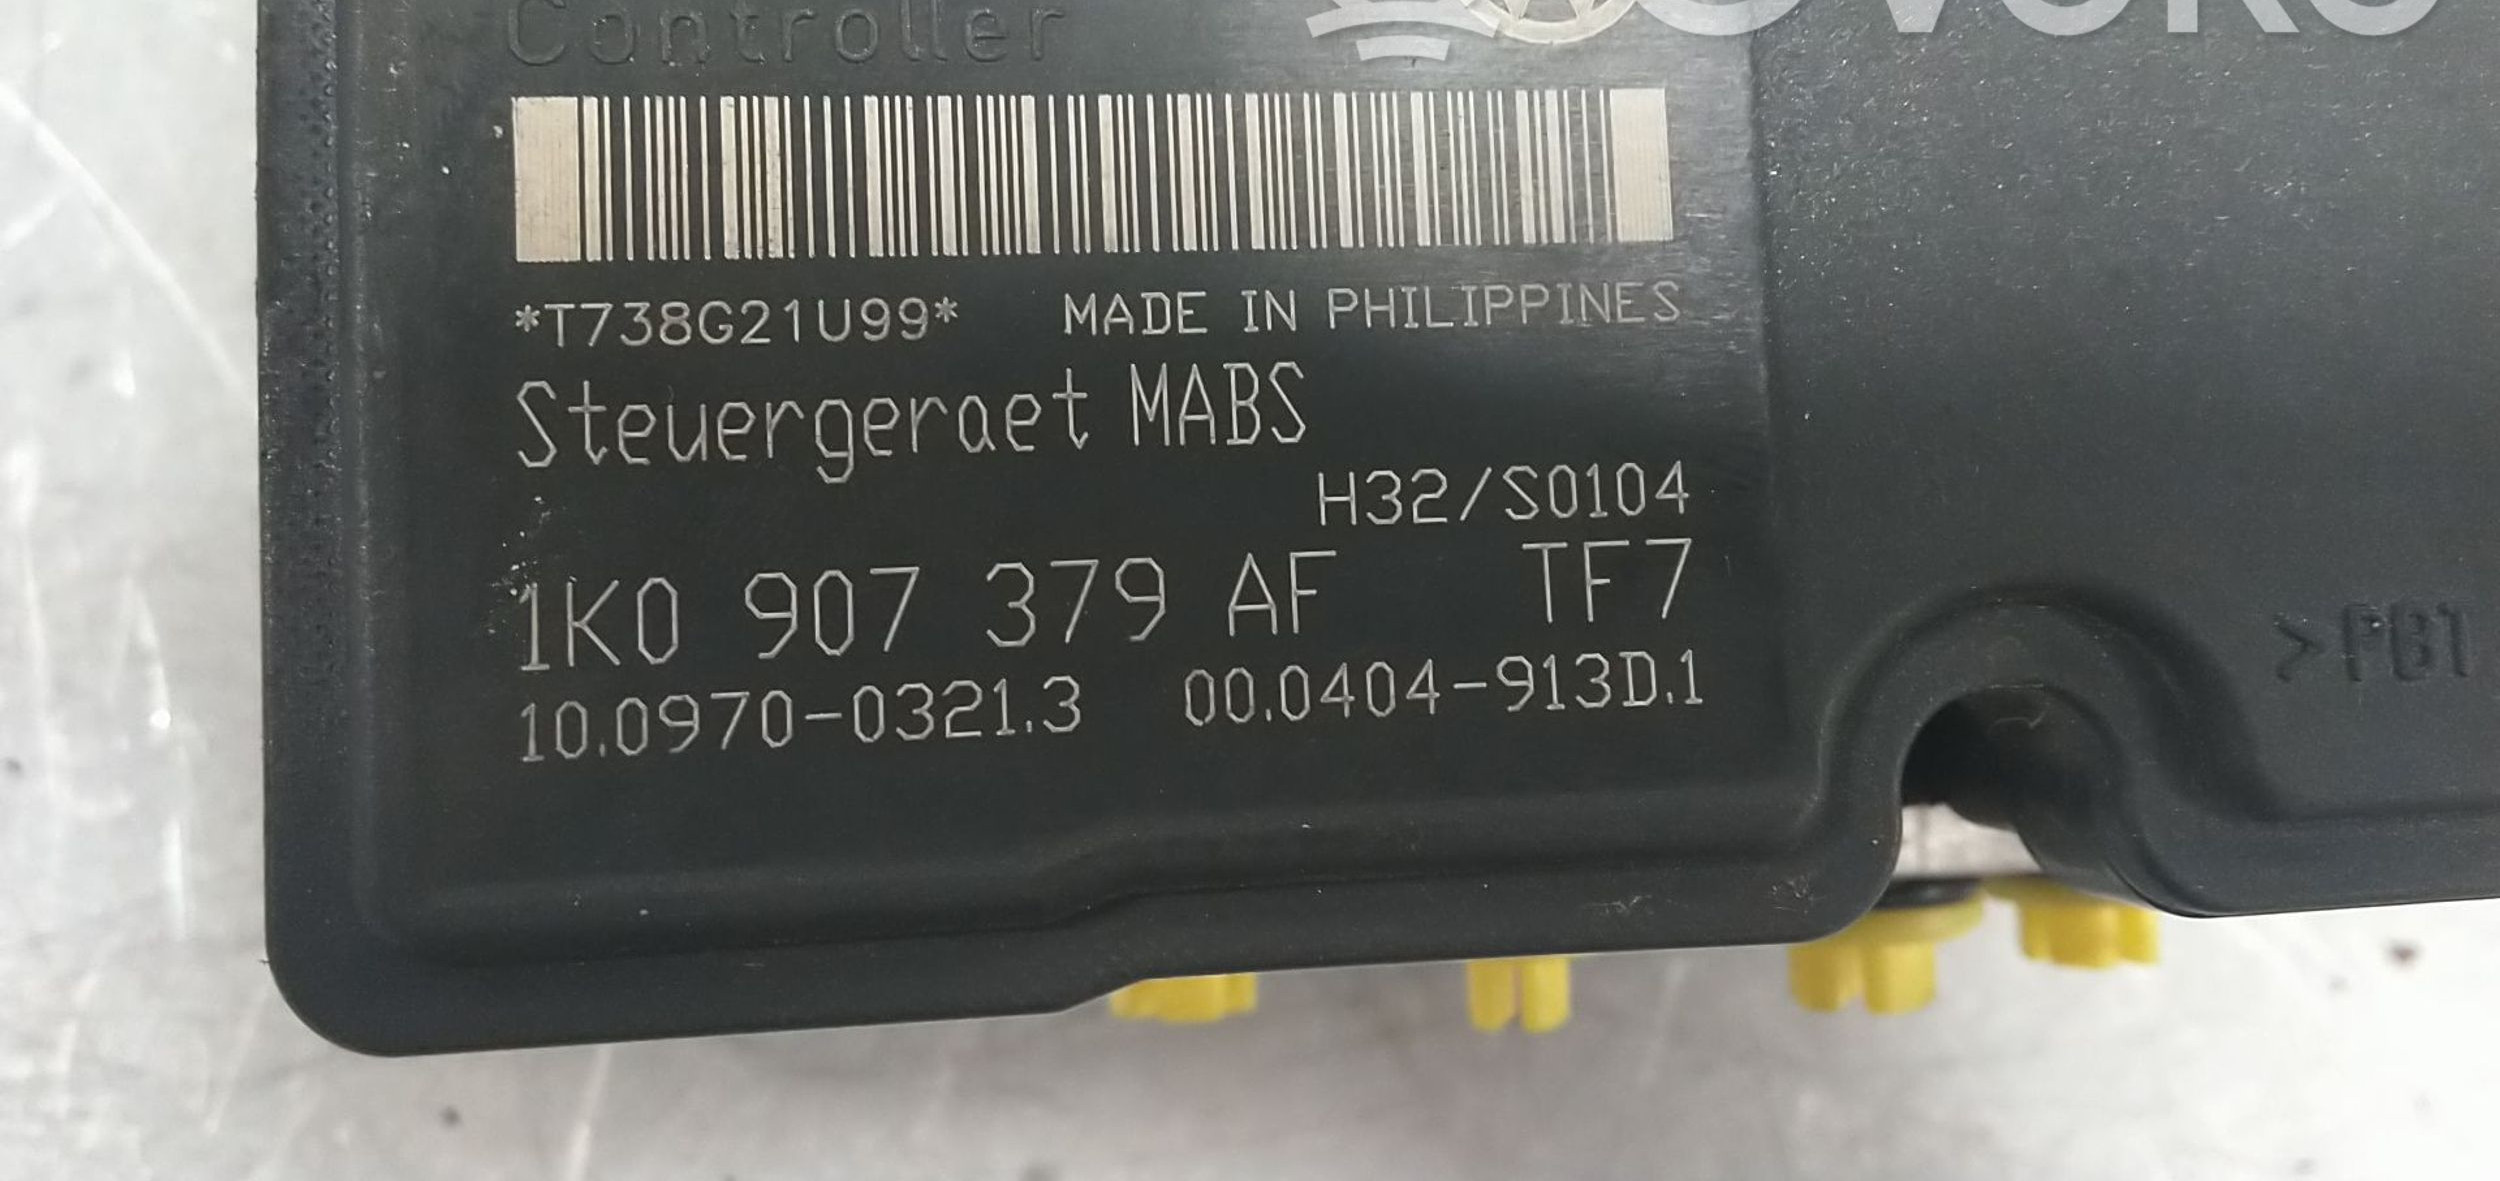 Controller
*T738G21U99* MADE IN PHILIPPINES
Steuergeraet MABS
H32/S0104
1K0 907 379 AF TF7
10.0970-0321.3 00.0404-913D.1
>PBT